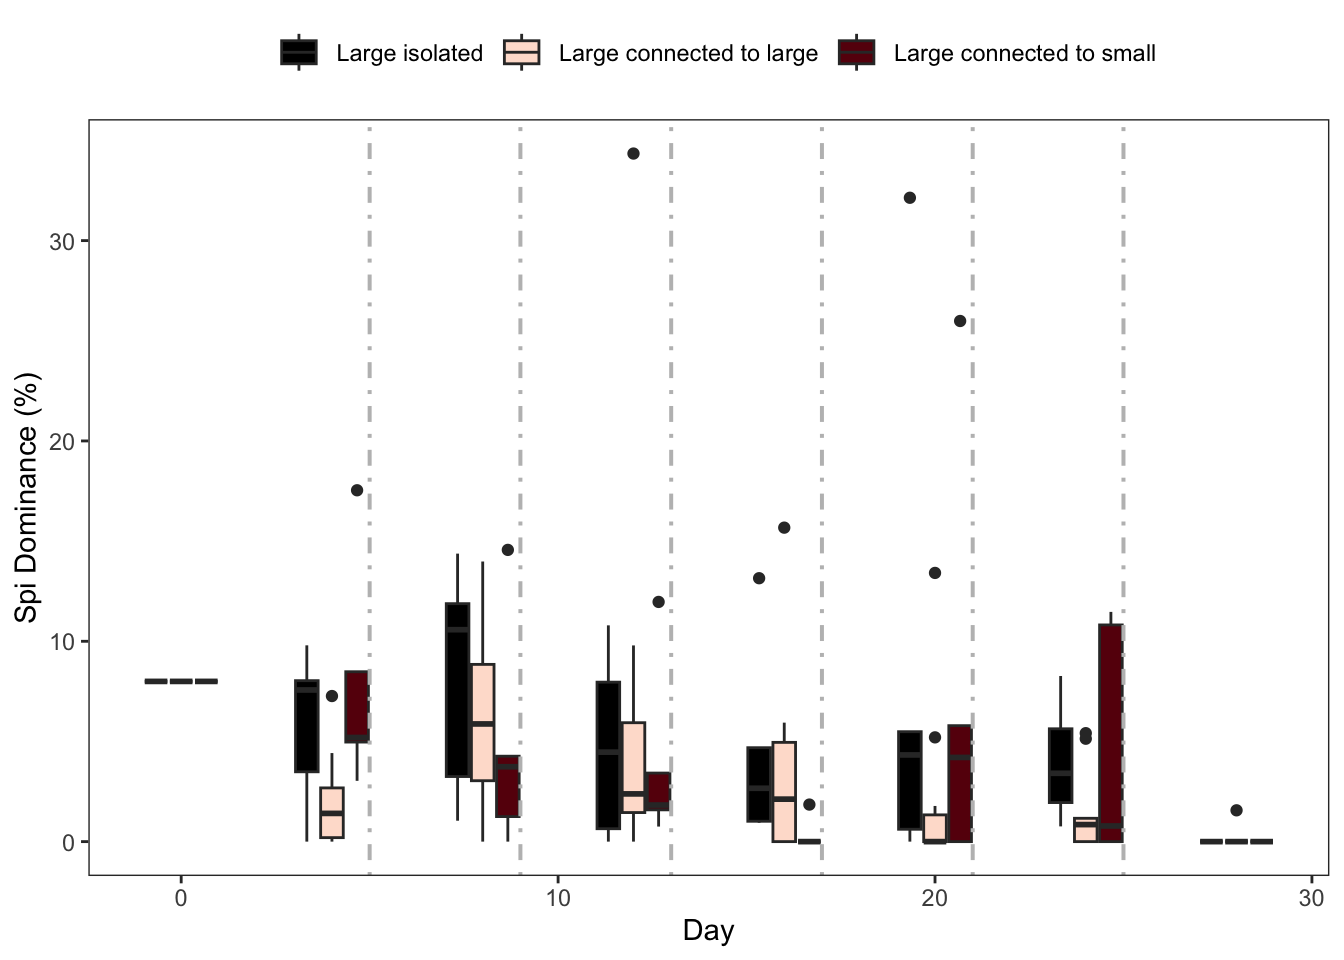 Large isolated Large connected to large Large connected to small
Spi Dominance (%)
30
20
10
0
0 10 20 30
Day